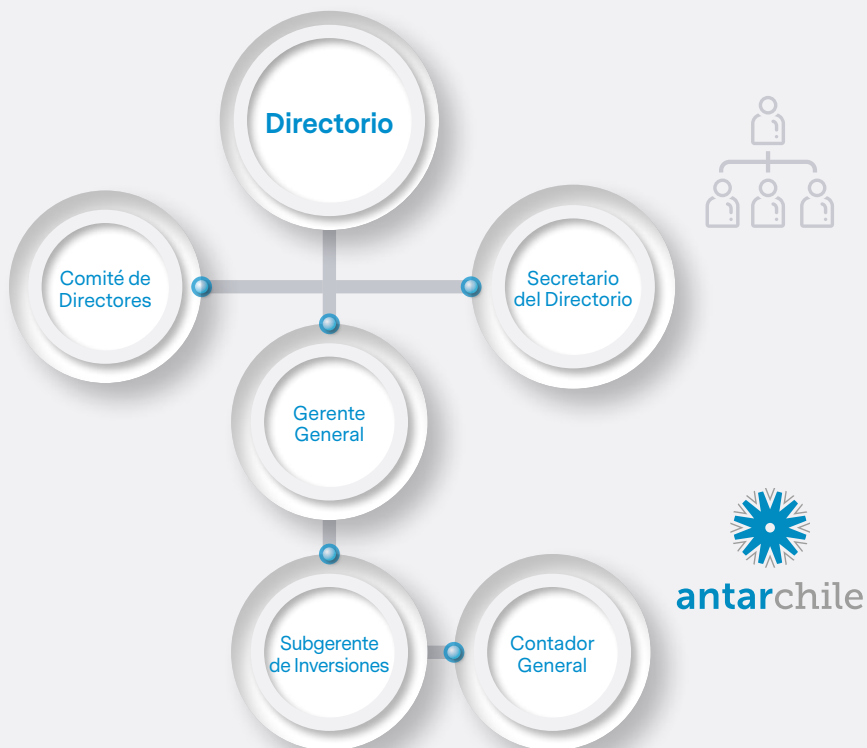 Directorio
Comité de
Directores
Secretario
del Directorio
Gerente
General
antarchile
Subgerente
de Inversiones
Contador
General